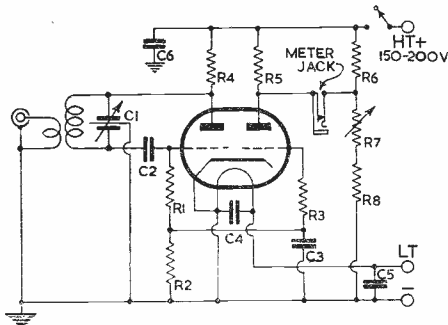 HT+
150-200V
METER
JACK
C6
R4
R5
R6
C1
R7
C2
R1
C4
R3
R8
C3
R2
LT
C5
−